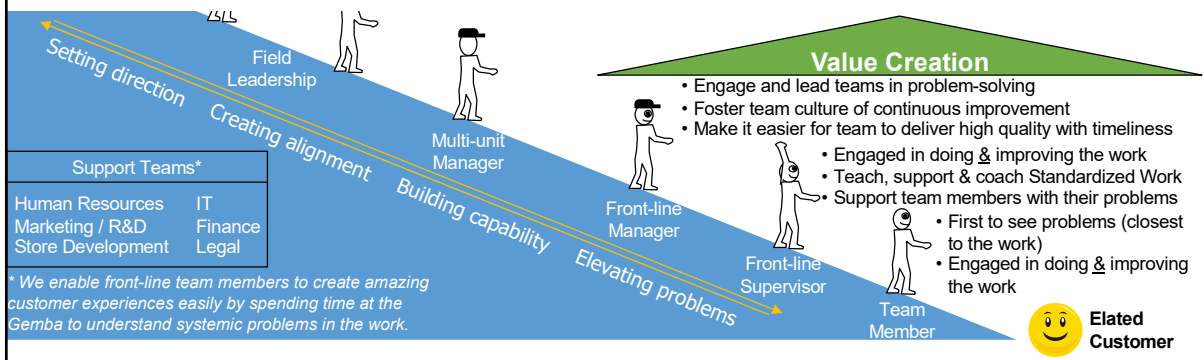 Value Creation
• Engage and lead teams in problem-solving
• Foster team culture of continuous improvement
• Make it easier for team to deliver high quality with timeliness
• Engaged in doing & improving the work
• Teach, support & coach Standardized Work
• Support team members with their problems
• First to see problems (closest
to the work)
• Engaged in doing & improving
the work
Field
Leadership
Multi-unit
Manager
Front-line
Manager
Front-line
Supervisor
Team
Member
Setting direction
Creating alignment
Building capability
Elevating problems
Support Teams*
Human Resources IT
Marketing / R&D Finance
Store Development Legal
* We enable front-line team members to create amazing
customer experiences easily by spending time at the
Gemba to understand systemic problems in the work.
Elated
Customer